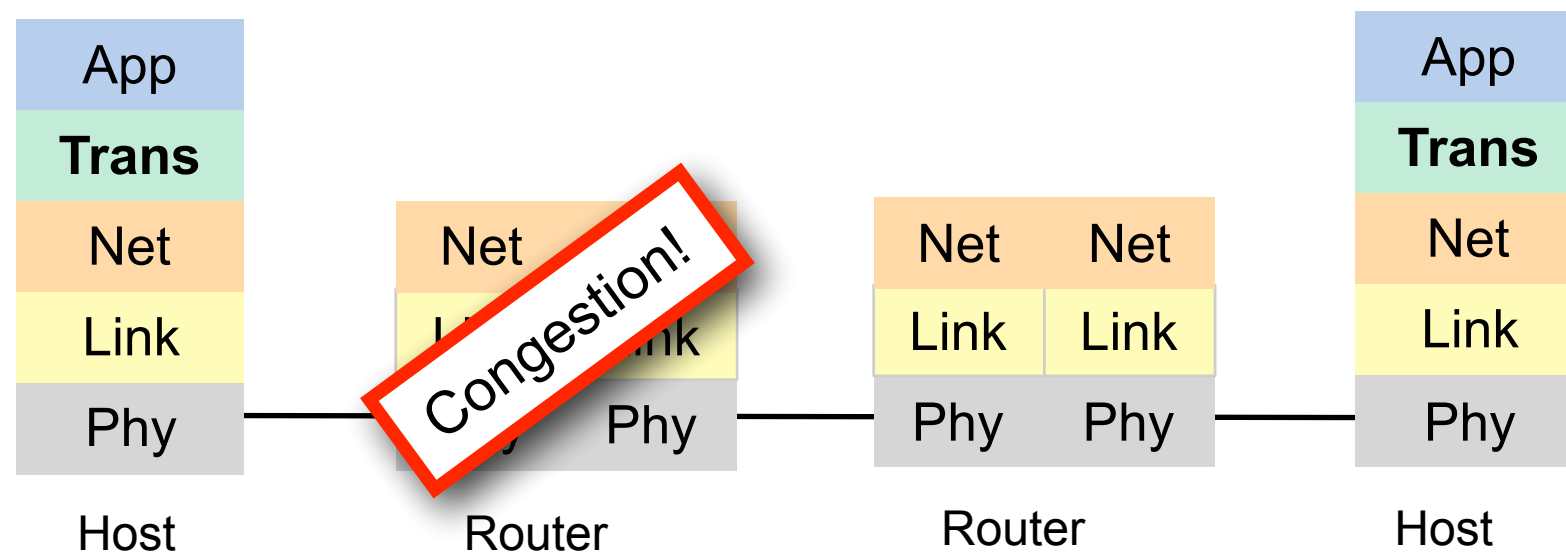 App
Trans
Net
Link
Phy
Host
Net
Phy
Congestion!
Router
Net Net
Link Link
Phy Phy
Router
App
Trans
Net
Link
Phy
Host